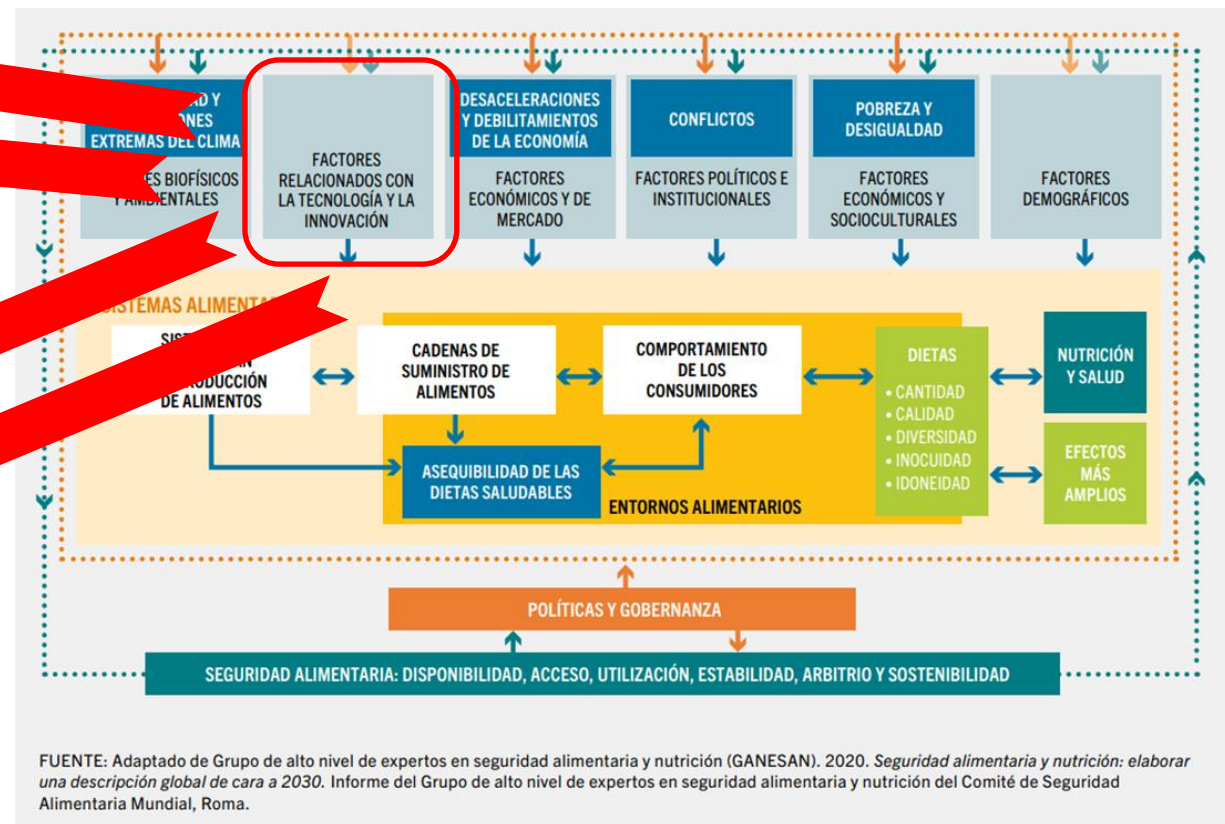 EXTREMAS DEL CLIMA
BIOFÍSICOS
Y AMBIENTALES
FACTORES
RELACIONADOS CON
LA TECNOLOGÍA Y LA
INNOVACIÓN
DESACELERACIONES
Y DEBILITAMIENTOS
DE LA ECONOMÍA
FACTORES
ECONÓMICOS Y DE
MERCADO
CONFLICTOS
FACTORES POLÍTICOS E
INSTITUCIONALES
POBREZA Y
DESIGUALDAD
FACTORES
ECONÓMICOS Y
SOCIOCULTURALES
FACTORES
DEMOGRÁFICOS
SISTEMAS
DE ALIMENTOS
CADENAS DE
SUMINISTRO DE
ALIMENTOS
COMPORTAMIENTO
DE LOS
CONSUMIDORES
ASEQUIBILIDAD DE LAS
DIETAS SALUDABLES
ENTORNOS ALIMENTARIOS
DIETAS
• CANTIDAD
• CALIDAD
• DIVERSIDAD
• INOCUIDAD
• IDONEIDAD
NUTRICIÓN
Y SALUD
EFECTOS
MÁS
AMPLIOS
POLÍTICAS Y GOBERNANZA
SEGURIDAD ALIMENTARIA: DISPONIBILIDAD, ACCESO, UTILIZACIÓN, ESTABILIDAD, ARBITRIO Y SOSTENIBILIDAD
FUENTE: Adaptado de Grupo de alto nivel de expertos en seguridad alimentaria y nutrición (GANESAN). 2020. Seguridad alimentaria y nutrición: elaborar
una descripción global de cara a 2030. Informe del Grupo de alto nivel de expertos en seguridad alimentaria y nutrición del Comité de Seguridad
Alimentaria Mundial, Roma.